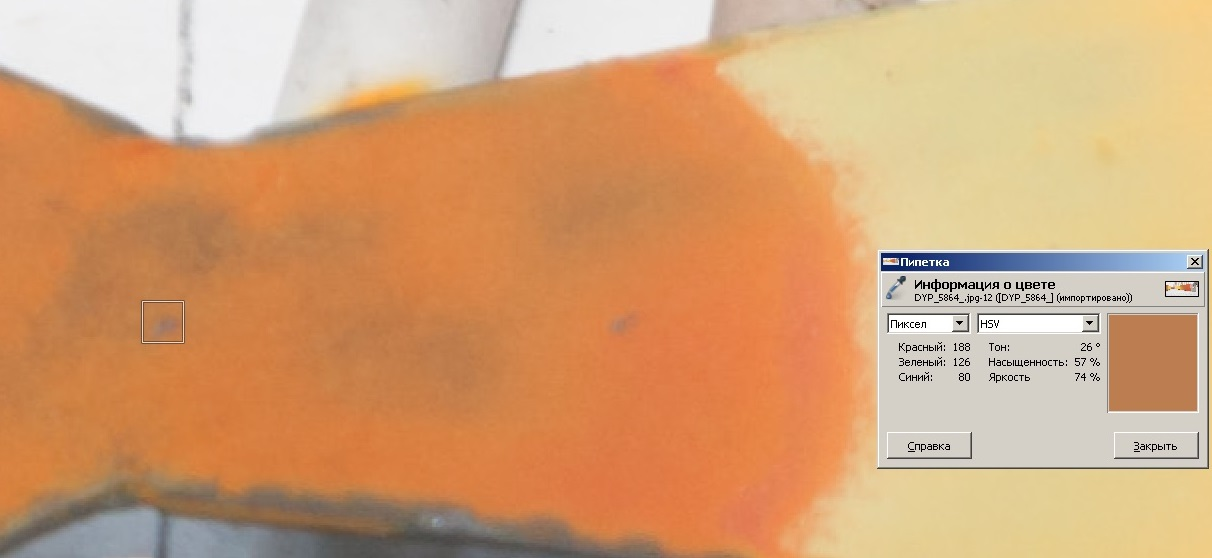 Пипетка
Информация о цвете
DYP_5864_.jpg-12 ([DYP_5864_] (импортировано))
Пиксел HSV
Красный: 188 Тон: 26 °
Зеленый: 126 Насыщенность: 57 %
Синий: 80 Яркость 74 %
Справка Закрыть